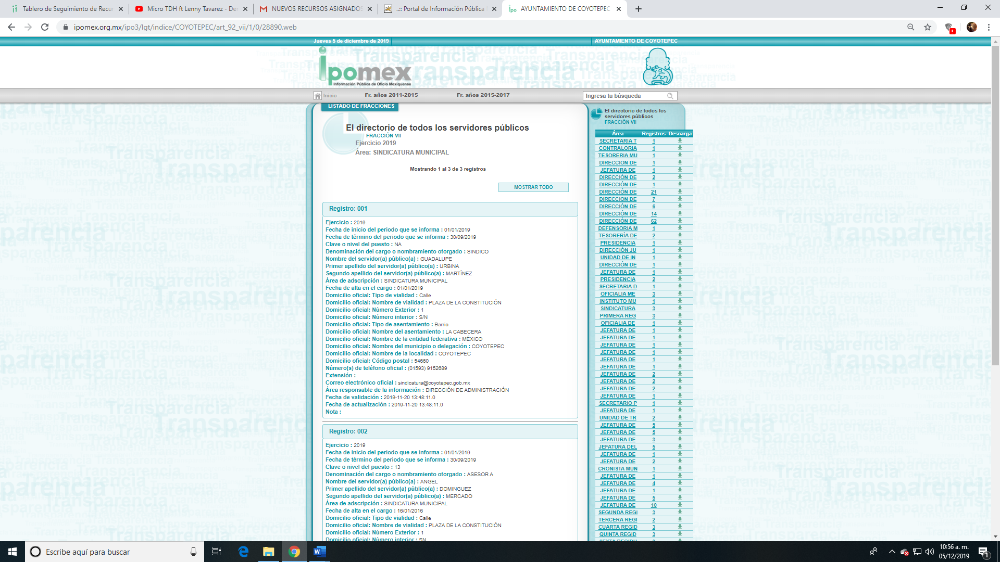 Tablero de Seguimiento de Recur
Micro TDH ft Lenny Tavarez - Der
NUEVOS RECURSOS ASIGNADOS
..:: Portal de Información Pública
AYUNTAMIENTO DE COYOTEPEC
ipomex.org.mx/ipo3/lgt/indice/COYOTEPEC/art_92_vii/1/0/28890.web
Jueves 5 de diciembre de 2019
AYUNTAMIENTO DE COYOTEPEC
ipomex
Información Pública de Oficio Mexiquense
Transparencia
Inicio
Fr. años 2011-2015
Fr. años 2015-2017
Ingresa tu búsqueda
LISTADO DE FRACCIONES
El directorio de todos los servidores públicos
FRACCIÓN VII
Ejercicio 2019
Área: SINDICATURA MUNICIPAL
Mostrando 1 al 3 de 3 registros
MOSTRAR TODO
Registro: 001
Ejercicio : 2019
Fecha de inicio del periodo que se informa : 01/01/2019
Fecha de término del periodo que se informa : 30/09/2019
Clave o nivel del puesto : NA
Denominación del cargo o nombramiento otorgado : SINDICO
Nombre del servidor(a) público(a) : GUADALUPE
Primer apellido del servidor(a) público(a) : URBINA
Segundo apellido del servidor(a) público(a) : MARTÍNEZ
Área de adscripción : SINDICATURA MUNICIPAL
Fecha de alta en el cargo : 01/01/2019
Domicilio oficial: Tipo de vialidad : Calle
Domicilio oficial: Nombre de vialidad : PLAZA DE LA CONSTITUCIÓN
Domicilio oficial: Número Exterior : 1
Domicilio oficial: Número interior : S/N
Domicilio oficial: Tipo de asentamiento : Barrio
Domicilio oficial: Nombre del asentamiento : LA CABECERA
Domicilio oficial: Nombre de la entidad federativa : MÉXICO
Domicilio oficial: Nombre del municipio o delegación : COYOTEPEC
Domicilio oficial: Nombre de la localidad : COYOTEPEC
Domicilio oficial: Código postal : 54660
Número(s) de teléfono oficial : (01593) 9152689
Extensión :
Correo electrónico oficial : sindicatura@coyotepec.gob.mx
Área responsable de la información : DIRECCIÓN DE ADMINISTRACIÓN
Fecha de validación : 2019-11-20 13:48:11.0
Fecha de actualización : 2019-11-20 13:48:11.0
Nota :
Registro: 002
Ejercicio : 2019
Fecha de inicio del periodo que se informa : 01/01/2019
Fecha de término del periodo que se informa : 30/09/2019
Clave o nivel del puesto : 13
Denominación del cargo o nombramiento otorgado : ASESOR A
Nombre del servidor(a) público(a) : ANGEL
Primer apellido del servidor(a) público(a) : DOMINGUEZ
Segundo apellido del servidor(a) público(a) : MERCADO
Área de adscripción : SINDICATURA MUNICIPAL
Fecha de alta en el cargo : 16/01/2016
Domicilio oficial: Tipo de vialidad : Calle
Domicilio oficial: Nombre de vialidad : PLAZA DE LA CONSTITUCIÓN
Domicilio oficial: Número Exterior : 1
Domicilio oficial: Número interior : SN
El directorio de todos los
servidores públicos
FRACCIÓN VII
Área Registros Descarga
SECRETARIA T 1
CONTRALORIA 1
TESORERIA MU 1
DIRECCION DE 1
JEFATURA DE 1
DIRECCIÓN DE 2
DIRECCIÓN DE 1
DIRECCIÓN DE 21
DIRECCION DE 7
DIRECCIÓN DE 6
DIRECCIÓN DE 14
DIRECCIÓN DE 62
DEFENSORIA M 1
TESORERÍA DE 2
PRESIDENCIA 1
DIRECCIÓN JU 1
UNIDAD DE IN 1
DIRECCIÓN DE 1
JEFATURA DE 1
PRESIDENCIA 2
SECRETARIA D 1
OFICIALIA ME 3
INSTITUTO MU 1
SINDICATURA 3
PRIMERA REG 3
OFICIALIA DE 1
JEFATURA DE 1
JEFATURA DE 1
JEFATURA DE 1
JEFATURA DE 1
JEFATURA DE 1
JEFATURA DE 1
JEFATURA DE 2
JEFATURA DE 2
JEFATURA DE 2
JEFATURA DE 1
SECRETARIO P 1
JEFATURA DE 1
UNIDAD DE TR 2
JEFATURA DE 5
JEFATURA DE 5
JEFATURA DE 3
JEFATURA DEL 5
JEFATURA DE 1
JEFATURA DE 2
CRONISTA MUN 1
JEFATURA DE 1
JEFATURA DE 4
JEFATURA DE 1
JEFATURA DE 5
JEFATURA DE 10
SEGUNDA REGI 3
TERCERA REGI 2
CUARTA REGID 3
QUINTA REGID 3
Escribe aquí para buscar
10:56 a. m.
05/12/2019
1